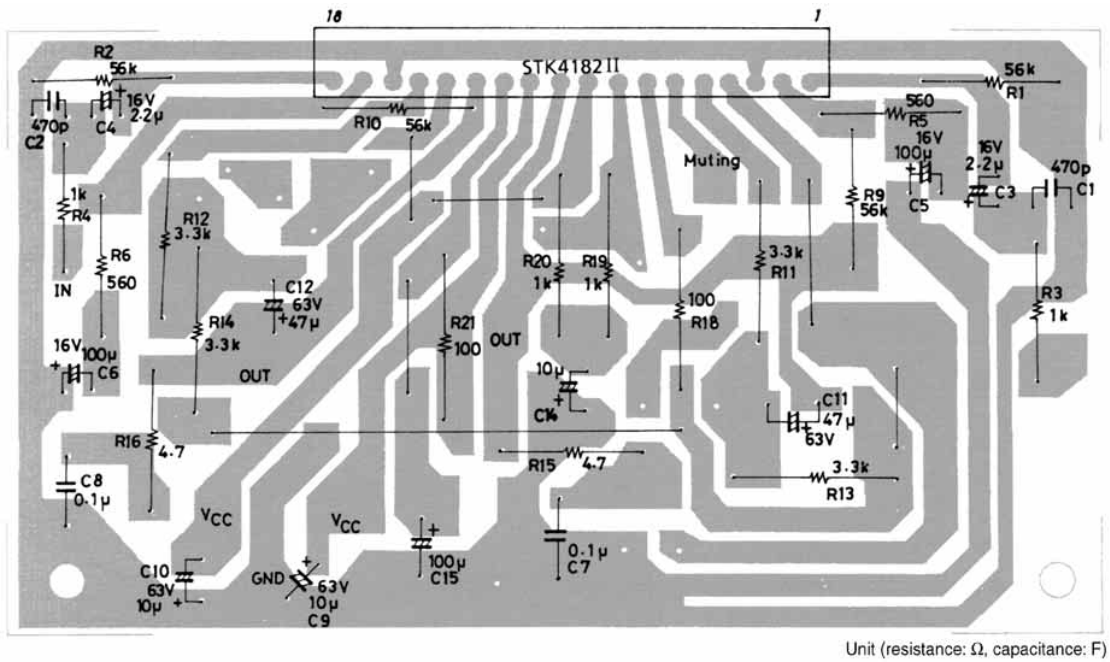 18
1
STK4182 II
R2
56k
16V
2.2µ
470p
C2
C4
R10
56k
560
R5
56k
R1
16V
100µ
C5
16V
2.2µ
C3
470p
C1
Muting
1k
R4
R12
3.3k
R9
56k
R6
560
IN
C12
63V
47µ
R20
1k
R19
1k
3.3k
R11
R14
3.3k
R21
100
OUT
100
R18
R3
1k
16V
100µ
C6
OUT
10µ
C14
C11
47µ
63V
R16
4.7
R15
4.7
3.3k
R13
C8
0.1µ
VCC
VCC
100µ
C15
0.1µ
C7
C10
63V
10µ
GND
63V
10µ
C9
Unit (resistance: Ω, capacitance: F)